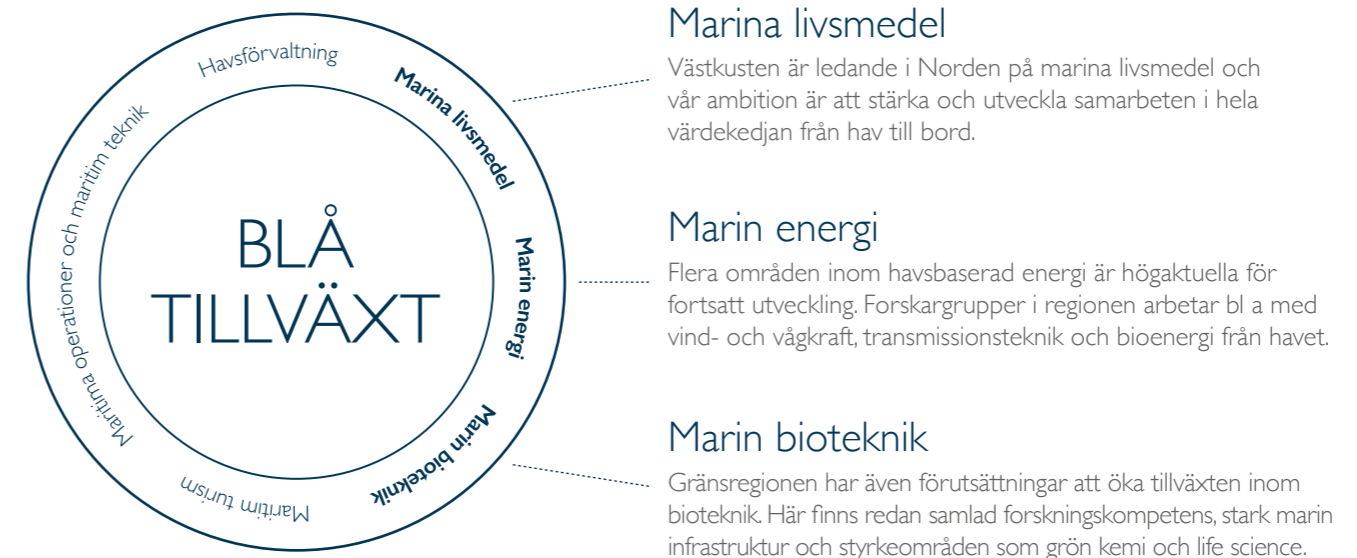 BLÅ
TILLVÄXT
Havsförvaltning
Marina livsmedel
Marin energi
Marin bioteknik
Maritim turism
Maritima operationer och maritim teknik
Marina livsmedel
Västkusten är ledande i Norden på marina livsmedel och
vår ambition är att stärka och utveckla samarbeten i hela
värdekedjan från hav till bord.
Marin energi
Flera områden inom havsbaserad energi är högaktuella för
fortsatt utveckling. Forskargrupper i regionen arbetar bl a med
vind- och vågkraft, transmissionsteknik och bioenergi från havet.
Marin bioteknik
Gränsregionen har även förutsättningar att öka tillväxten inom
bioteknik. Här finns redan samlad forskningskompetens, stark marin
infrastruktur och styrkeområden som grön kemi och life science.